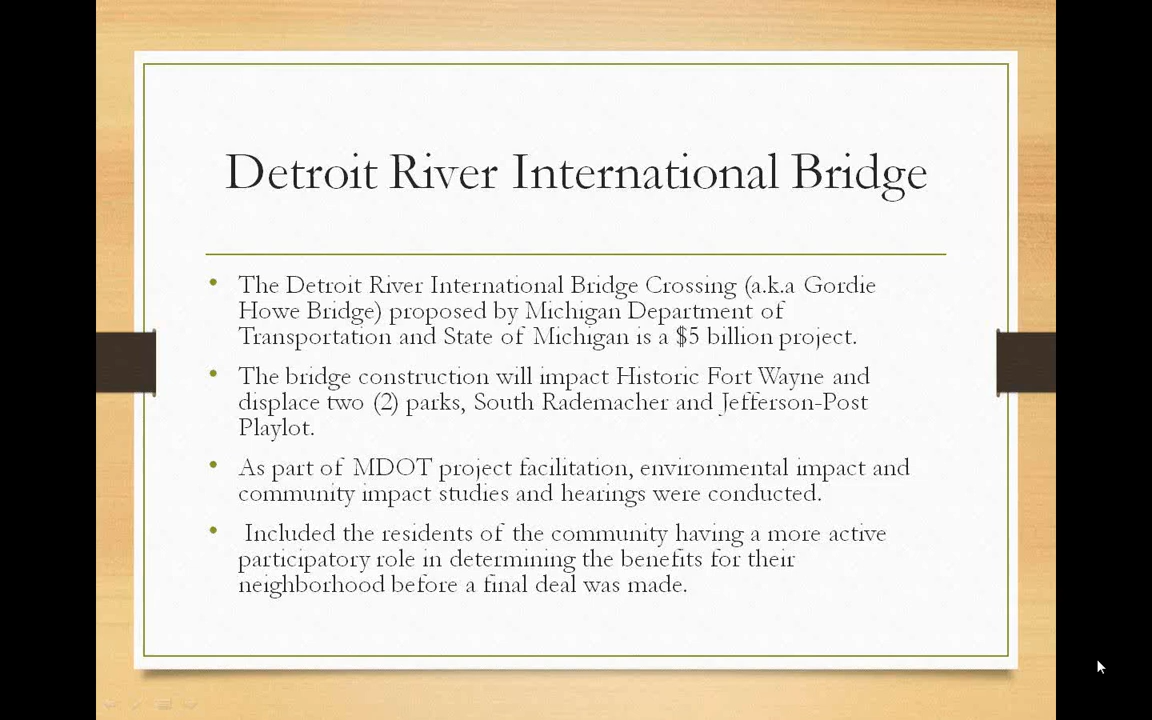 Detroit River International Bridge
• The Detroit River International Bridge Crossing (a.k.a Gordie
Howe Bridge) proposed by Michigan Department of
Transportation and State of Michigan is a $5 billion project.
• The bridge construction will impact Historic Fort Wayne and
displace two (2) parks, South Rademacher and Jefferson-Post
Playlot.
• As part of MDOT project facilitation, environmental impact and
community impact studies and hearings were conducted.
• Included the residents of the community having a more active
participatory role in determining the benefits for their
neighborhood before a final deal was made.